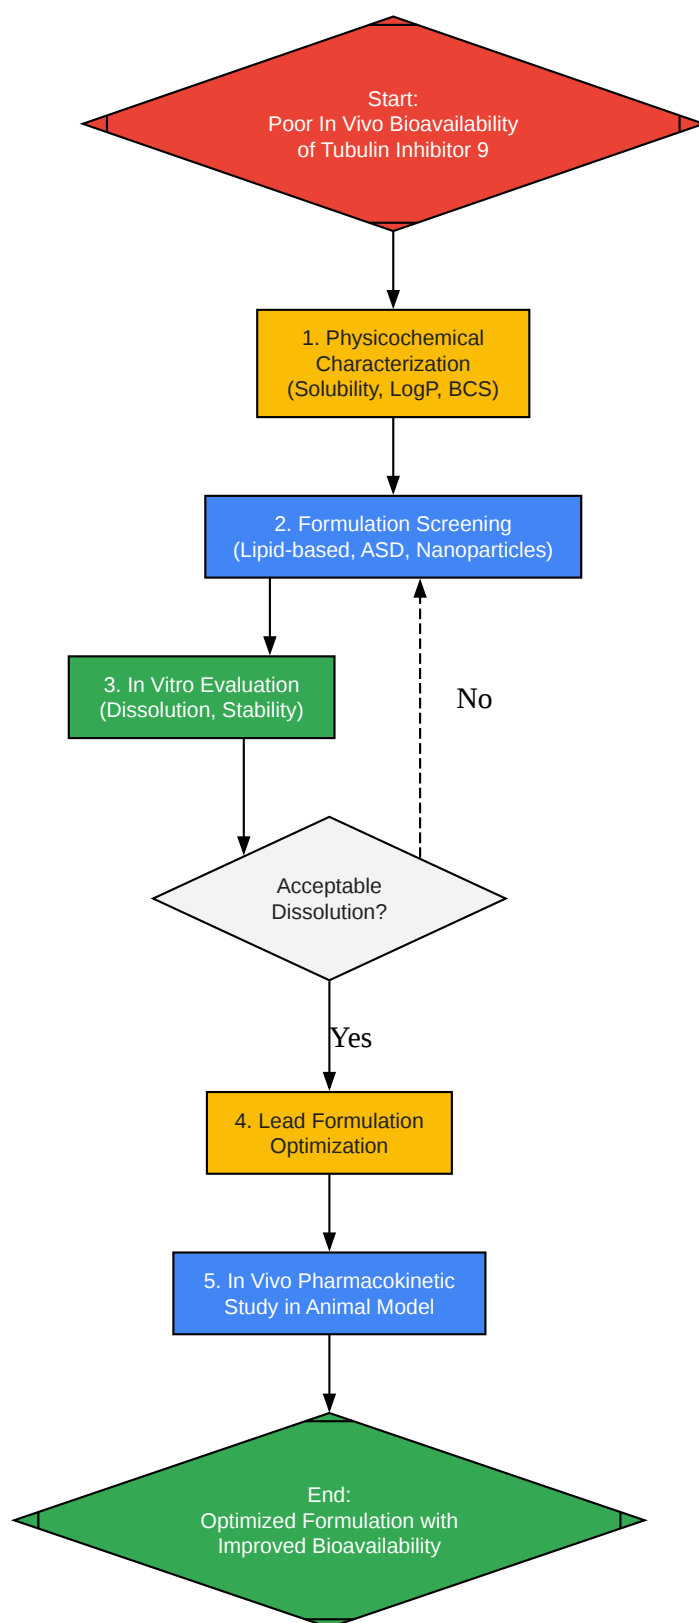 Start:
Poor In Vivo Bioavailability
of Tubulin Inhibitor 9
1. Physicochemical
Characterization
(Solubility, LogP, BCS)
2. Formulation Screening
(Lipid-based, ASD, Nanoparticles)
3. In Vitro Evaluation
(Dissolution, Stability)
No
Acceptable
Dissolution?
Yes
4. Lead Formulation
Optimization
5. In Vivo Pharmacokinetic
Study in Animal Model
End:
Optimized Formulation with
Improved Bioavailability